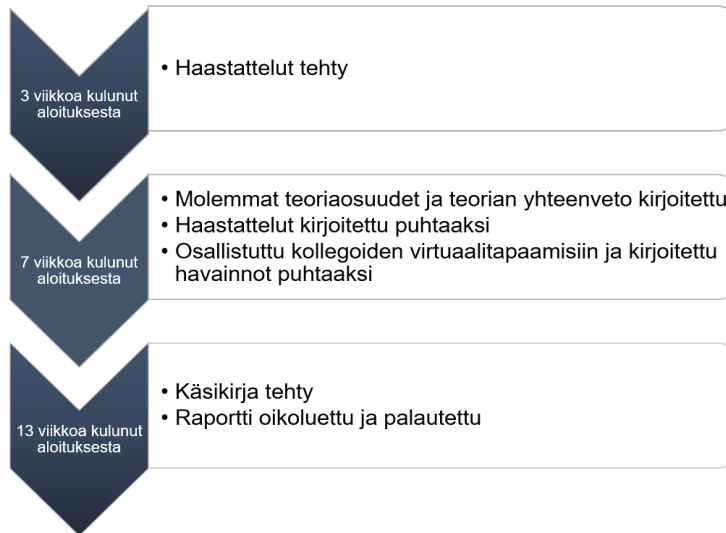 3 viikkoa kulunut
aloituksesta
• Haastattelut tehty
7 viikkoa kulunut
aloituksesta
• Molemmat teoriaosuudet ja teorian yhteenveto kirjoitettu
• Haastattelut kirjoitettu puhtaaksi
• Osallistuttu kollegoiden virtuaalitapaamisiin ja kirjoitettu
havainnot puhtaaksi
13 viikkoa kulunut
aloituksesta
• Käsikirja tehty
• Raportti oikoluettu ja palautettu